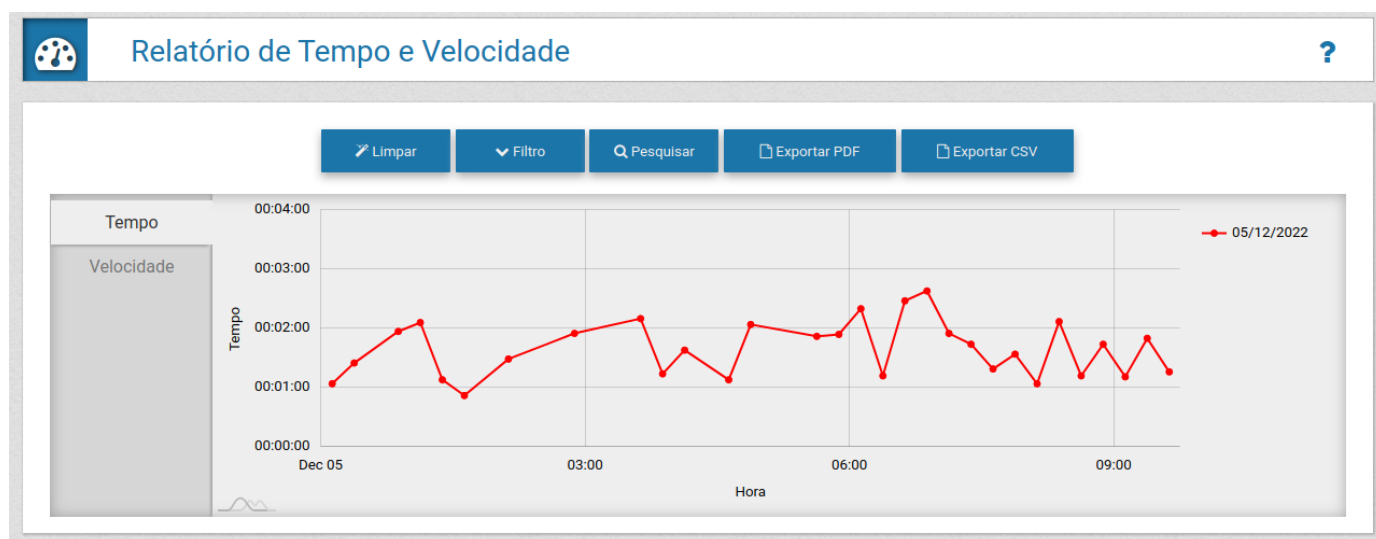 Relatório de Tempo e Velocidade
?
Limpar
Filtro
Pesquisar
Exportar PDF
Exportar CSV
Tempo
Velocidade
00:04:00
00:03:00
00:02:00
00:01:00
00:00:00
Tempo
Dec 05
03:00
06:00
09:00
Hora
05/12/2022